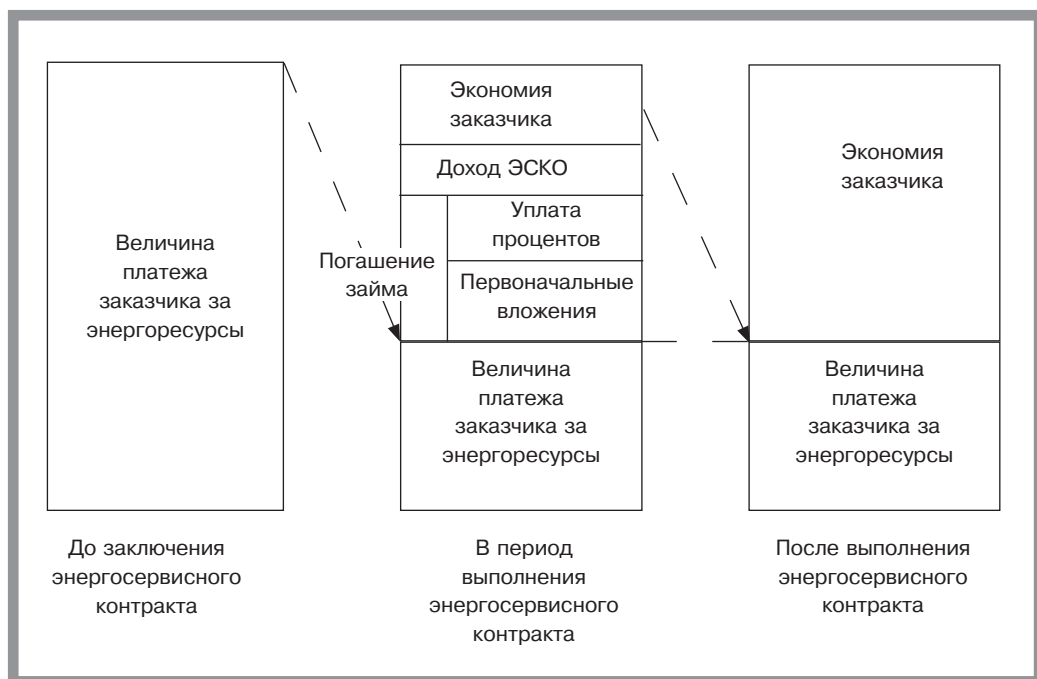 Величина
платежа
заказчика за
энергоресурсы
До заключения
энергосервисного
контракта
Экономия
заказчика
Доход ЭСКО
Погашение
займа
Уплата
процентов
Первоначальные
вложения
Величина
платежа
заказчика за
энергоресурсы
В период
выполнения
энергосервисного
контракта
Экономия
заказчика
Величина
платежа
заказчика за
энергоресурсы
После выполнения
энергосервисного
контракта